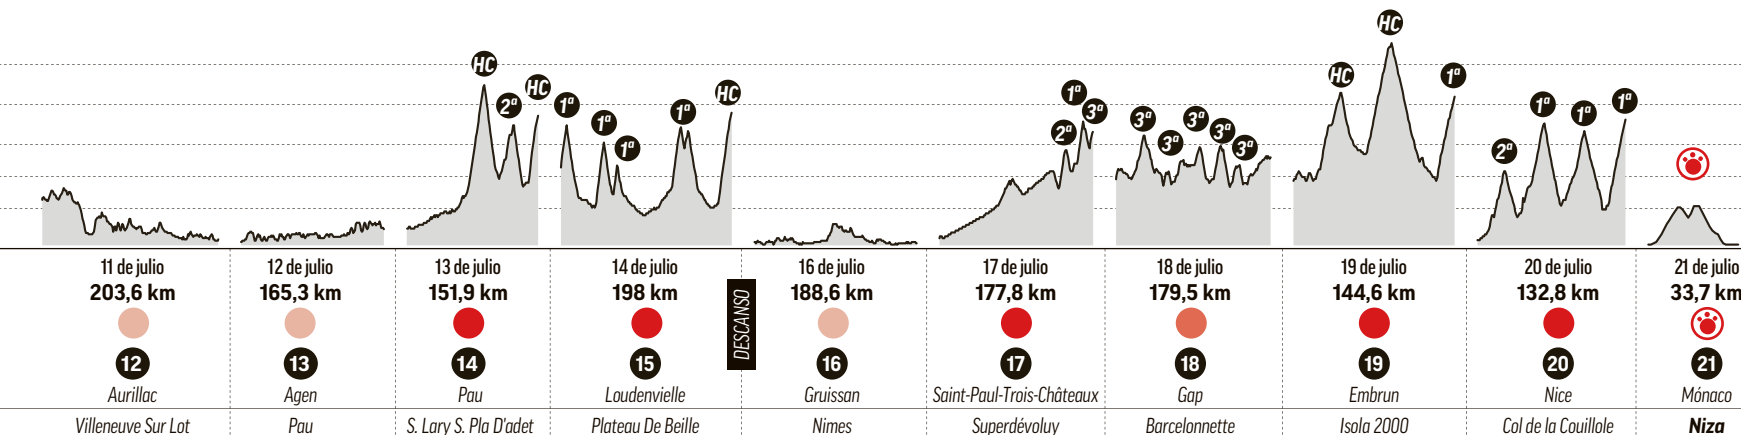 HC
2ª
HC
1ª
1ª
1ª
1ª
HC
2ª
1ª
3ª
3ª
3ª
3ª
3ª
3ª
HC
HC
1ª
2ª
1ª
1ª
1ª
11 de julio
203,6 km
12
Aurillac
Villeneuve Sur Lot
12 de julio
165,3 km
13
Agen
Pau
13 de julio
151,9 km
14
Pau
S. Lary S. Pla D'adet
14 de julio
198 km
15
Loudenvielle
Plateau De Beille
DESCANSO
16 de julio
188,6 km
16
Gruissan
Nimes
17 de julio
177,8 km
17
Saint-Paul-Trois-Châteaux
Superdévoluy
18 de julio
179,5 km
18
Gap
Barcelonnette
19 de julio
144,6 km
19
Embrun
Isola 2000
20 de julio
132,8 km
20
Nice
Col de la Couillole
21 de julio
33,7 km
21
Mónaco
Niza